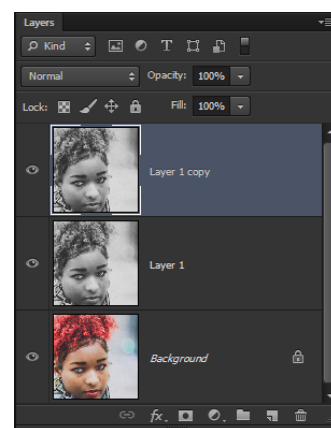 Layers
Kind
Normal Opacity: 100%
Lock: Fill: 100%
Layer 1 copy
Layer 1
Background
fx.